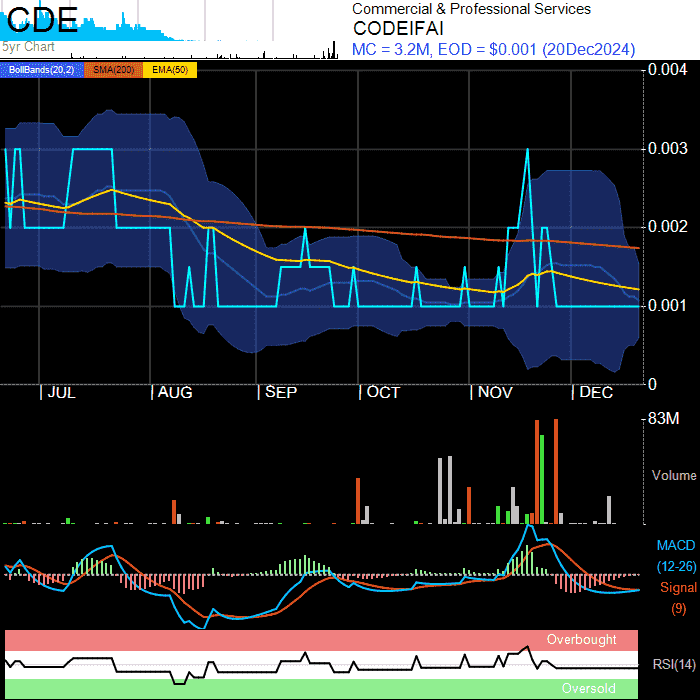 CDE
5yr Chart
Commercial & Professional Services
CODEIFAI
MC = 3.2M, EOD = $0.001 (20Dec2024)
BollBands(20,2) SMA(200) EMA(50)
0.004
0.003
0.002
0.001
0
JUL AUG SEP OCT NOV DEC
83M
Volume
MACD
(12-26)
Signal
(9)
Overbought
RSI(14)
Oversold